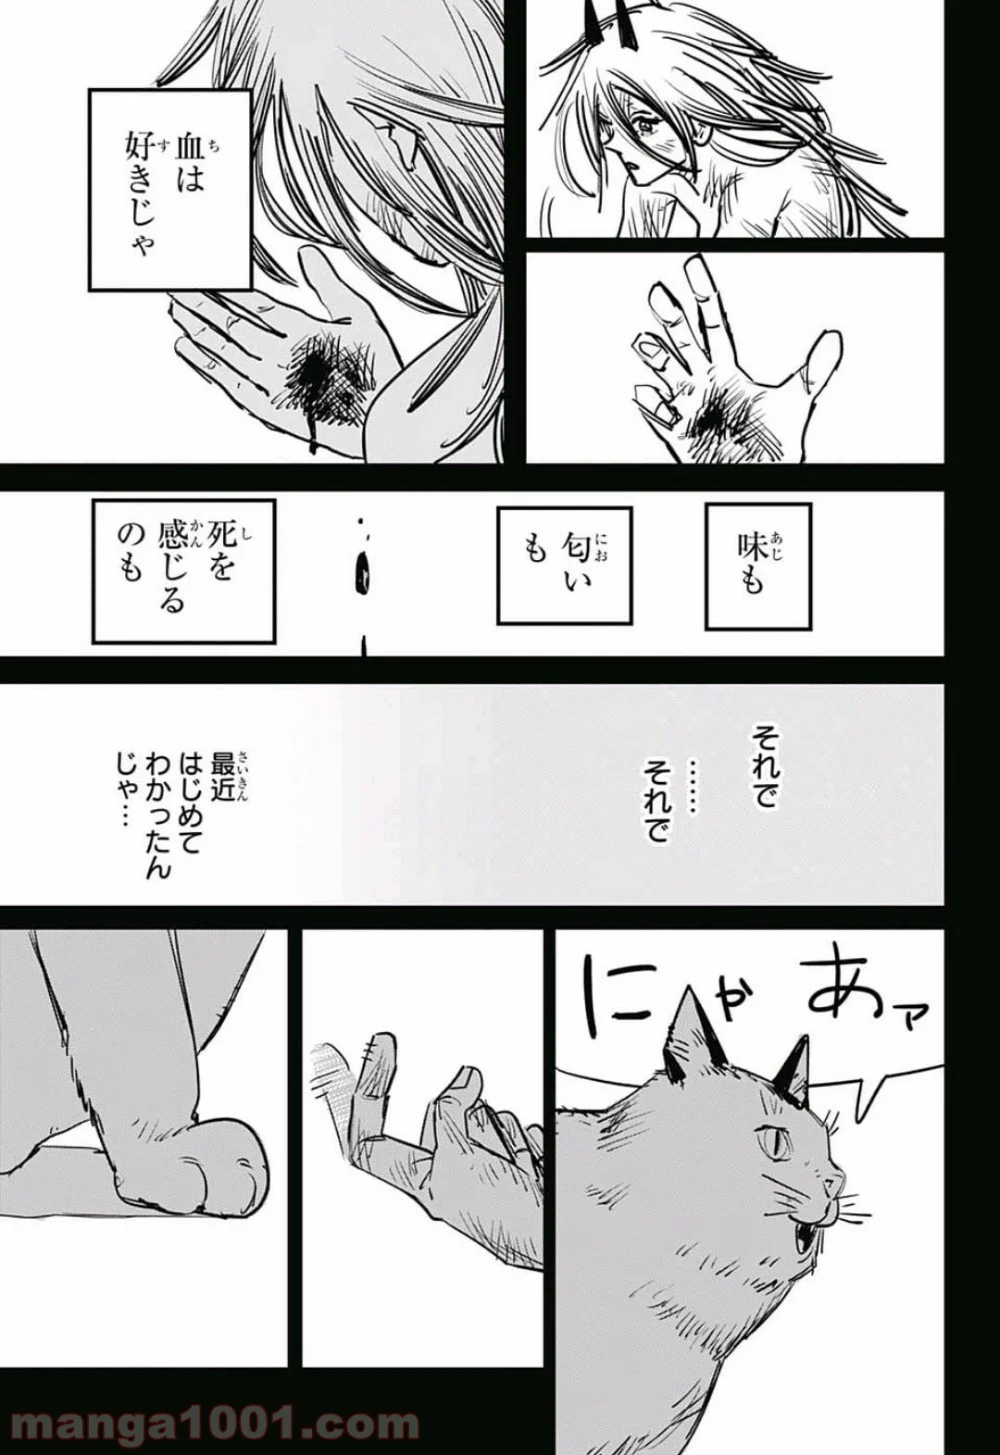 血は
好きじゃ
味も
匂い
も
死を
感じる
のも
それで
……
それで
最近
はじめて
わかったん
じゃ…
にゃあァ
manga1001.com